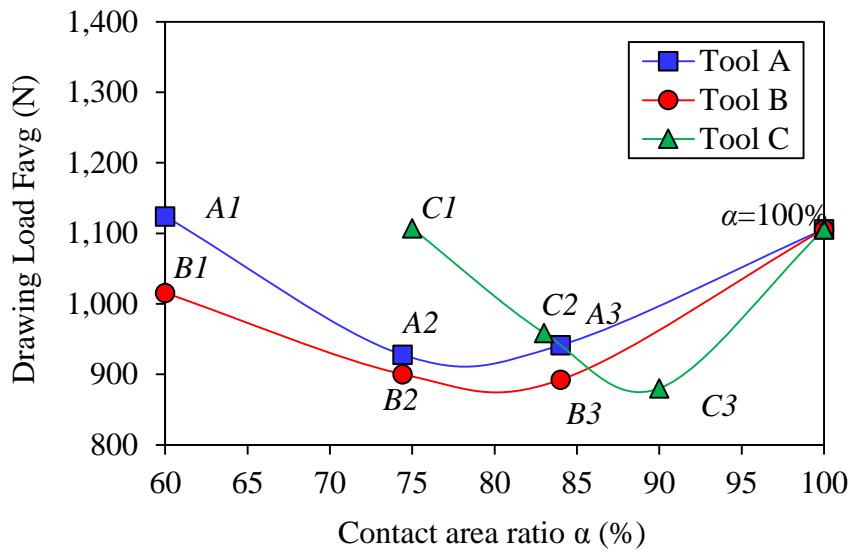 1,400
1,300
1,200
1,100
1,000
900
800
Drawing Load Favg (N)
Tool A
Tool B
Tool C
A1
B1
C1
α=100%
A2
B2
C2
A3
B3
C3
60 65 70 75 80 85 90 95 100
Contact area ratio α (%)